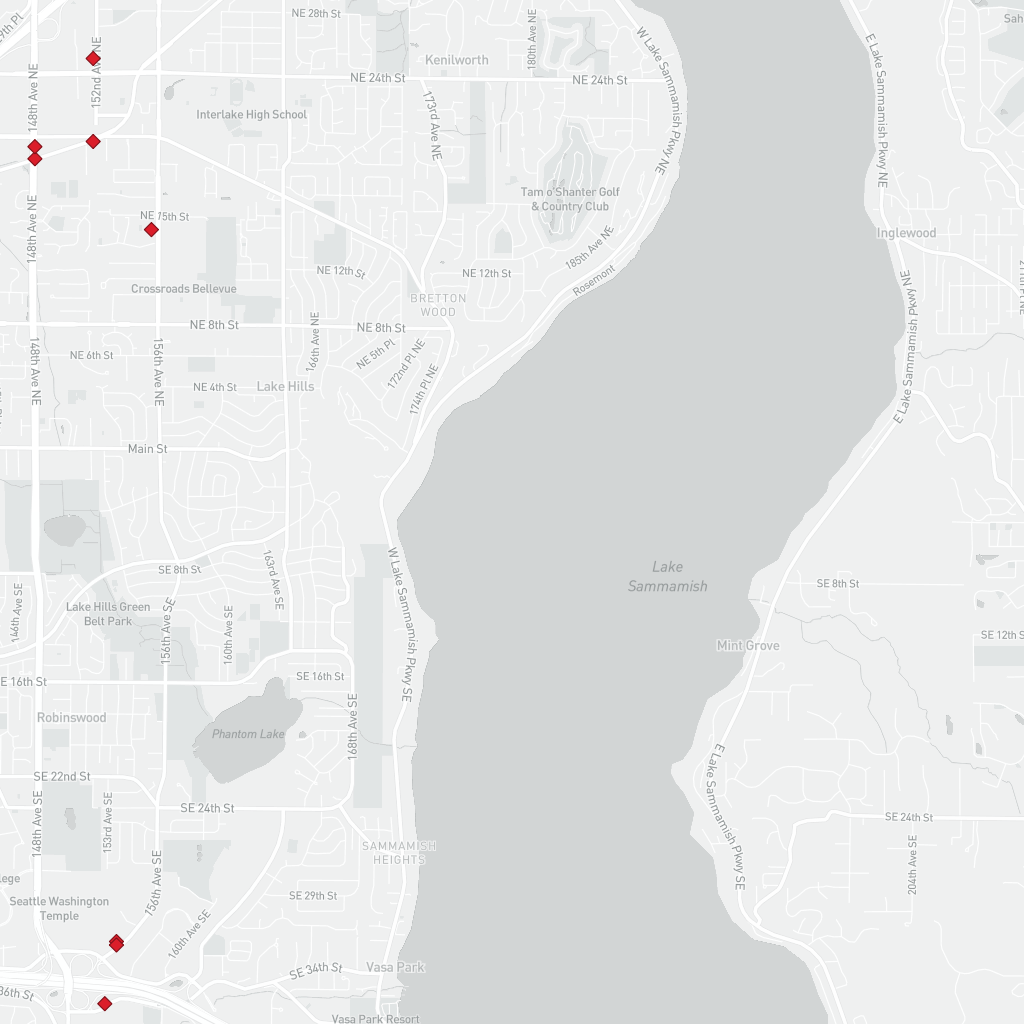 NE 28th St
180th Ave NE
W Lake Sammamish Pkwy NE
E Lake Sammamish Pkwy NE
Sah
29th Pl
148th Ave NE
152nd Ave NE
Kenilworth
NE 24th St
NE 24th St
173rd Ave NE
Interlake High School
Tam o'Shanter Golf
& Country Club
148th Ave NE
NE 15th St
185th Ave NE
Inglewood
NE 12th St
NE 12th St
Rosemont
Crossroads Bellevue
BRETTON
WOOD
E Lake Sammamish Pkwy NE
NE 8th St
NE 8th St
166th Ave NE
148th Ave NE
156th Ave NE
NE 6th St
NE 5th Pl
172nd Pl NE
174th Pl NE
NE 4th St
Lake Hills
Main St
W Lake Sammamish Pkwy SE
163rd Ave SE
SE 8th St
Lake
Sammamish
SE 8th St
146th Ave SE
Lake Hills Green
Belt Park
156th Ave SE
160th Ave SE
SE 12th S
Mint Grove
SE 16th St
E 16th St
168th Ave SE
Robinswood
Phantom Lake
E Lake Sammamish Pkwy SE
SE 22nd St
148th Ave SE
153rd Ave SE
SE 24th St
SE 24th St
204th Ave SE
SAMMAMISH
HEIGHTS
156th Ave SE
lege
SE 29th St
Seattle Washington
Temple
160th Ave SE
SE 34th St
Vasa Park
36th St
Vasa Park Resort